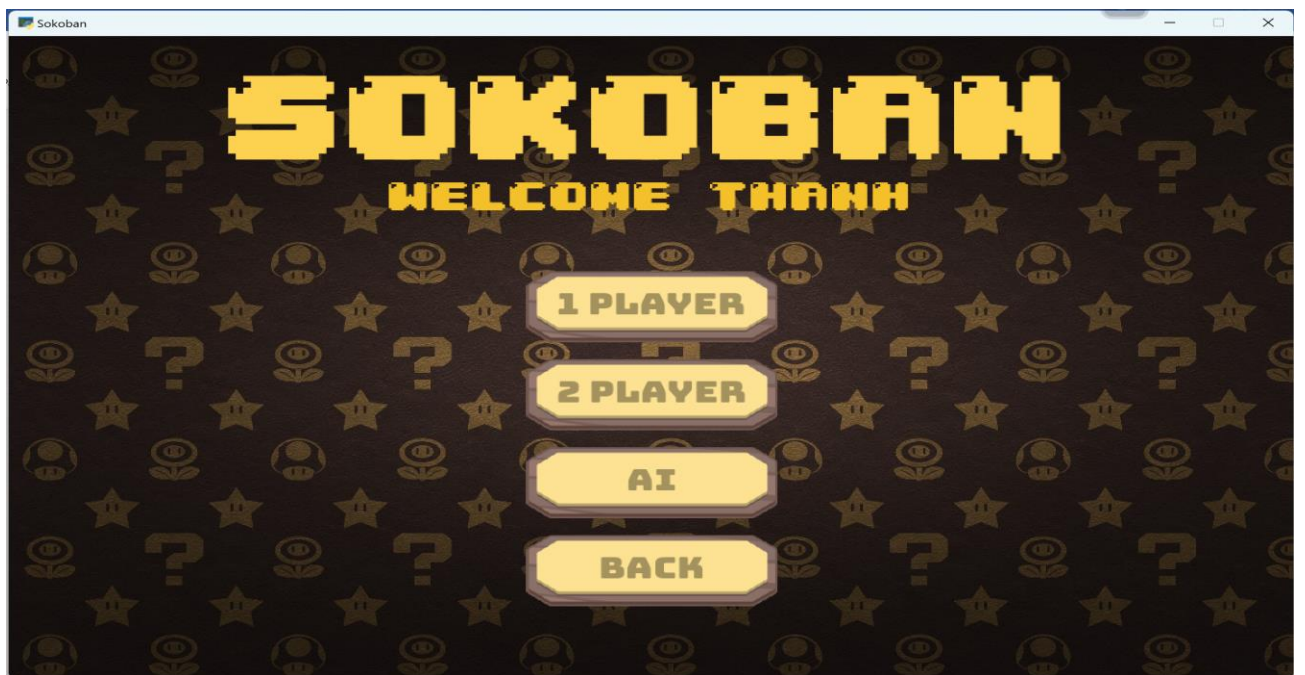 Sokoban
SOKOBAN
WELCOME THANH
1 PLAYER
2 PLAYER
AI
BACK